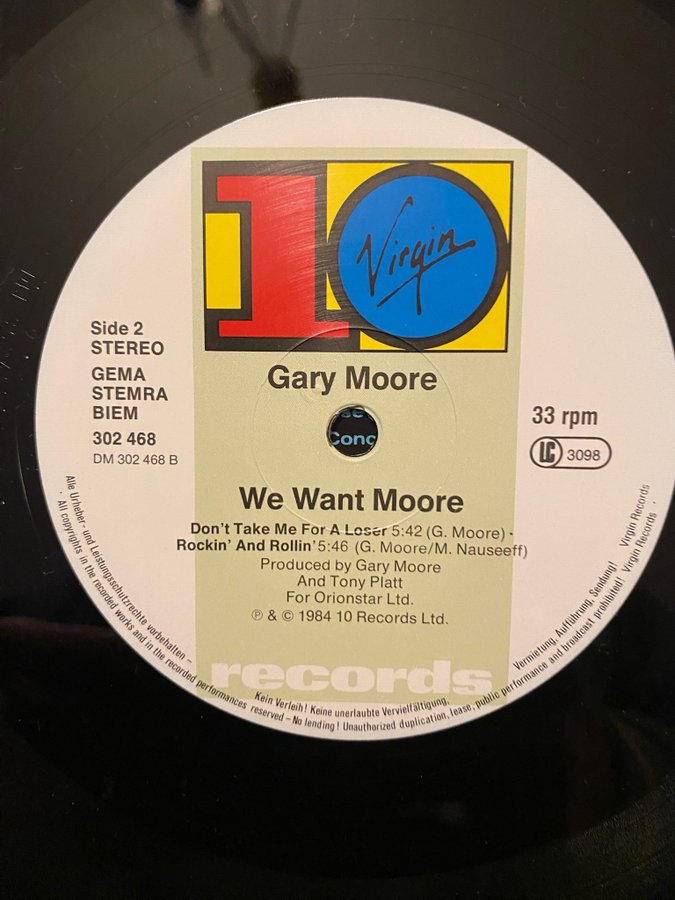 10
Virgin
Side 2
STEREO
GEMA
STEMRA
BIEM
302 468
DM 302 468 B
Gary Moore
33 rpm
LC 3098
We Want Moore
Don't Take Me For A Loser 5:42 (G. Moore) ·
Rockin' And Rollin' 5:46 (G. Moore/M. Nauseeff)
Produced by Gary Moore
And Tony Platt
For Orionstar Ltd.
℗ & © 1984 10 Records Ltd.
records
Alle Urheber- und Leistungsschutzrechte vorbehalten – Kein Verleih! Keine unerlaubte Vervielfältigung, Vermietung, Aufführung, Sendung! Virgin Records
· All copyrights in the recorded works and in the recorded performances reserved – No lending! Unauthorized duplication, lease, public performance and broadcast prohibited! Virgin Records ·